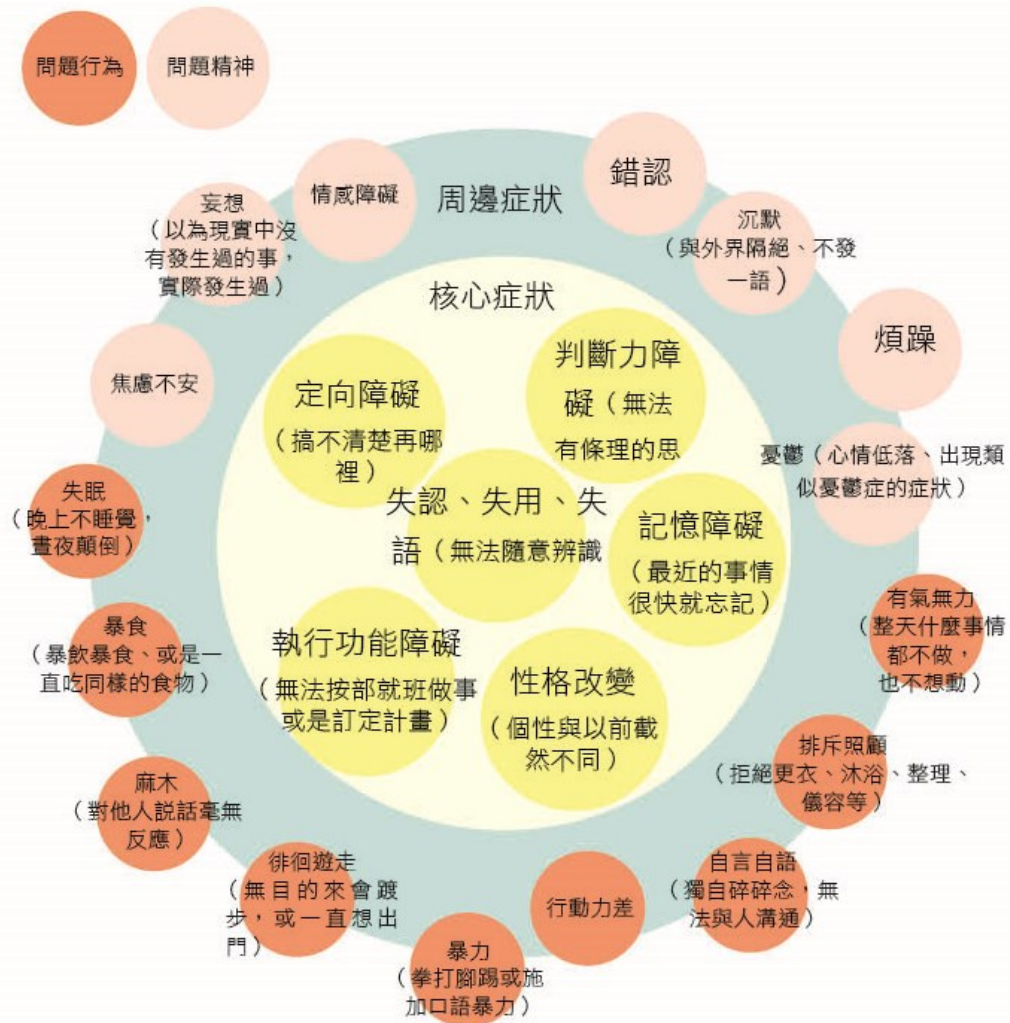 問題行為
問題精神
錯認
情感障礙
周邊症狀
妄想
（以為現實中沒
有發生過的事，
實際發生過）
沉默
（與外界隔絕、不發
一語）
核心症狀
煩躁
焦慮不安
定向障礙
（搞不清楚再哪
裡）
判斷力障
礙（無法
有條理的思
憂鬱（心情低落、出現類
似憂鬱症的症狀）
失眠
（晚上不睡覺，
晝夜顛倒）
失認、失用、失
語（無法隨意辨識
記憶障礙
（最近的事情
很快就忘記）
有氣無力
（整天什麼事情
都不做，
也不想動）
暴食
（暴飲暴食、或是一
直吃同樣的食物）
執行功能障礙
（無法按部就班做事
或是訂定計畫）
性格改變
（個性與以前截
然不同）
排斥照顧
（拒絕更衣、沐浴、整理、
儀容等）
麻木
（對他人說話毫無
反應）
徘徊遊走
（無目的來會踱
步，或一直想出
門）
自言自語
（獨自碎碎念，無
法與人溝通）
行動力差
暴力
（拳打腳踢或施
加口語暴力）